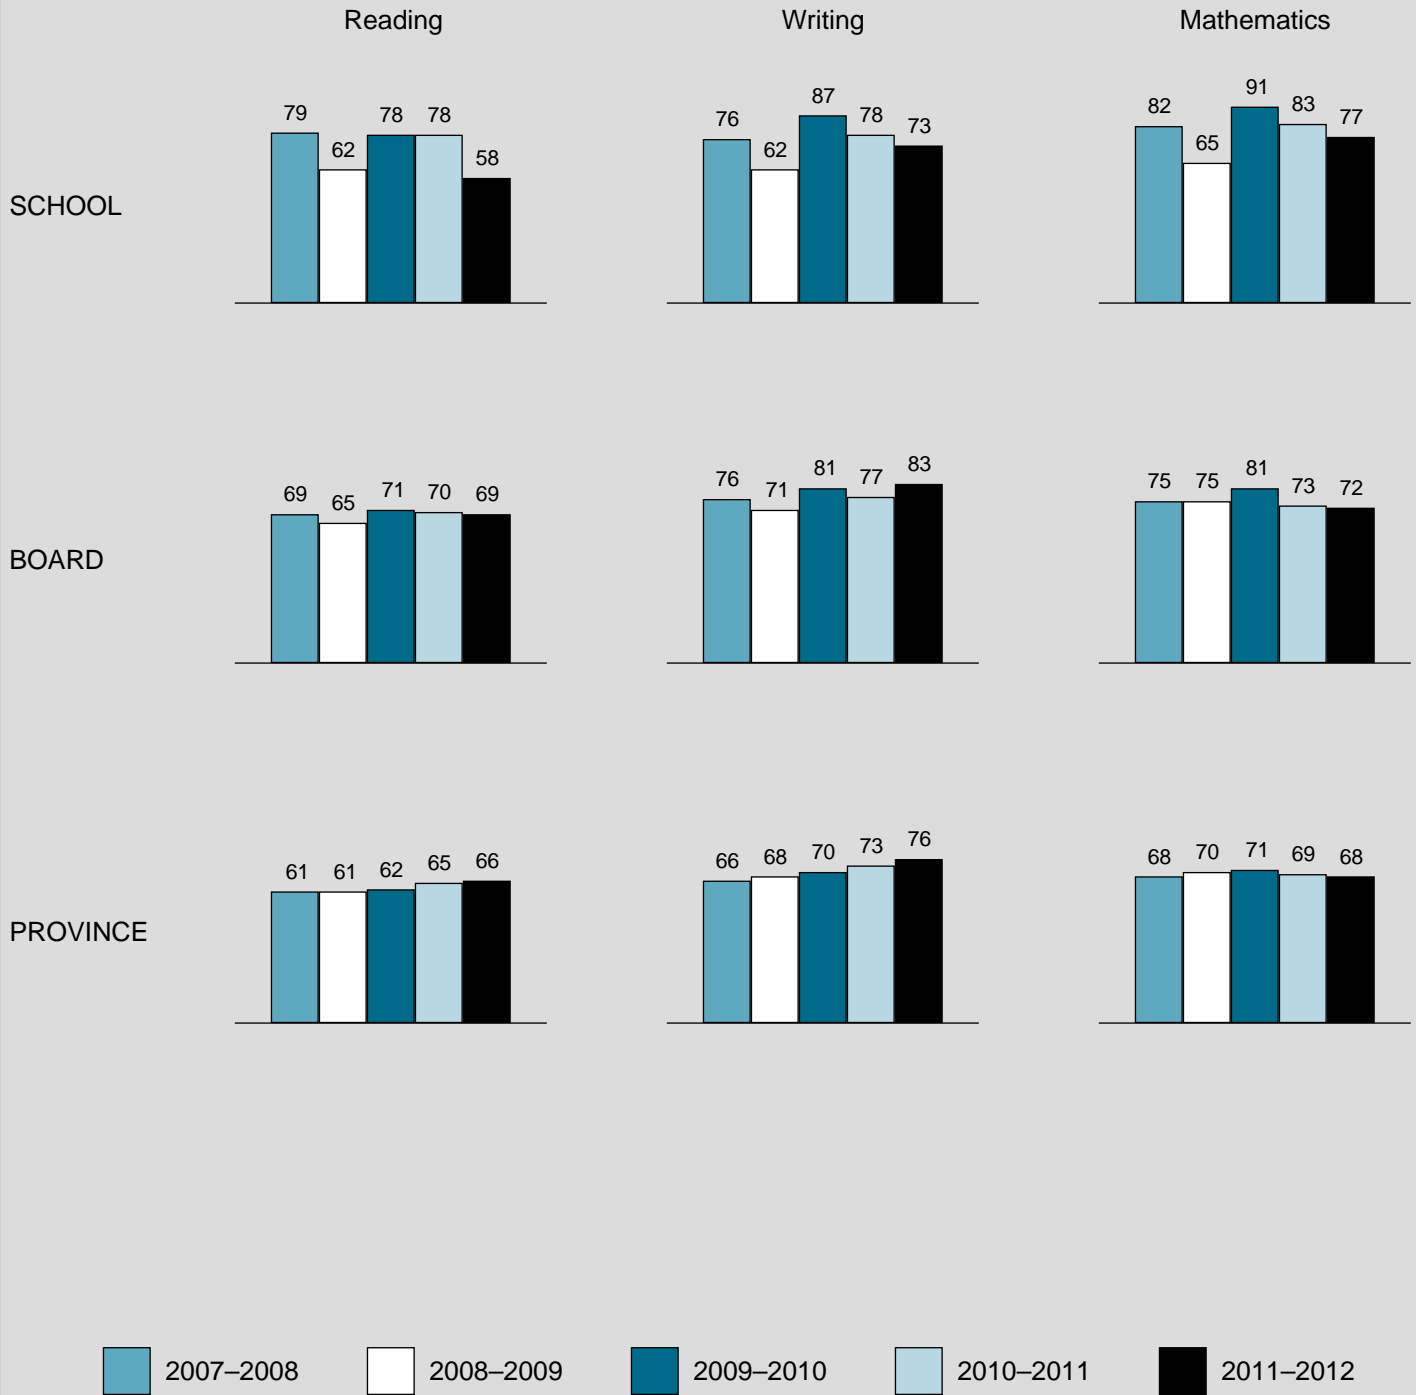 Reading Writing Mathematics
79 62 78 78 58 76 62 87 78 73 82 65 91 83 77
SCHOOL
69 65 71 70 69 76 71 81 77 83 75 75 81 73 72
BOARD
61 61 62 65 66 66 68 70 73 76 68 70 71 69 68
PROVINCE
2007–2008 2008–2009 2009–2010 2010–2011 2011–2012